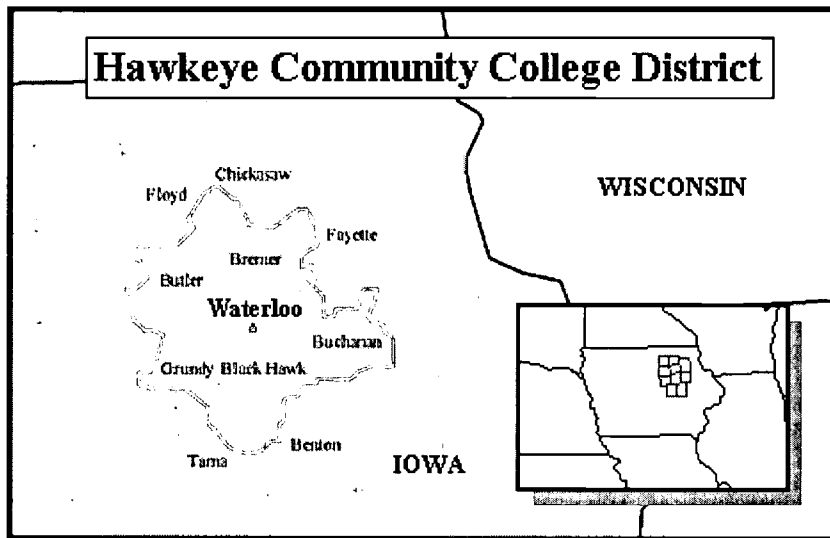 Hawkeye Community College District
Chickasaw
Floyd
WISCONSIN
Fayette
Bremer
Butler
Waterloo
Buchanan
Grundy Black Hawk
Benton
Tama
IOWA